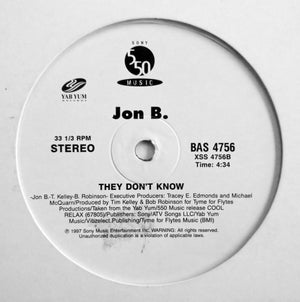 SONY
550
MUSIC
YAB YUM
RECORDS
Jon B.
33 1/3 RPM
STEREO
BAS 4756
XSS 4756B
Time: 4:34
THEY DON'T KNOW
-Jon B.-T. Kelley-B. Robinson- Executive Producers: Tracey E. Edmonds and Michael
McQuarn/Produced by Tim Kelley & Bob Robinson for Tyme for Flytes
Productions/Taken from the Yab Yum/550 Music release COOL
RELAX (67805)/Publithers: Sony/ATV Songs LLC/Yab Yum
Music/Vibzelect Publishing/Tyme for Flytes Music (BMI)
℗ 1997 Sony Music Entertainment Inc. WARNING: All rights reserved.
Unauthorized duplication is a violation of applicable laws.